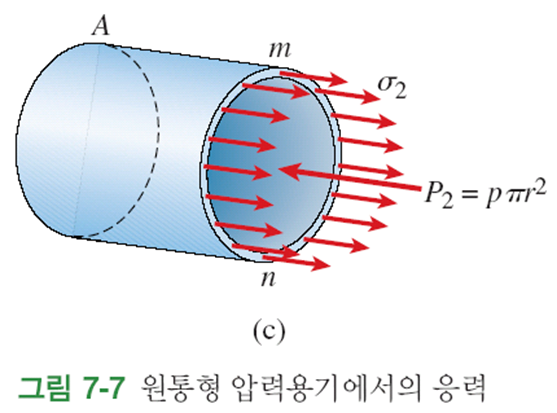 A
m
σ₂
P₂ = pπr²
n
(c)
그림 7-7 원통형 압력용기에서의 응력